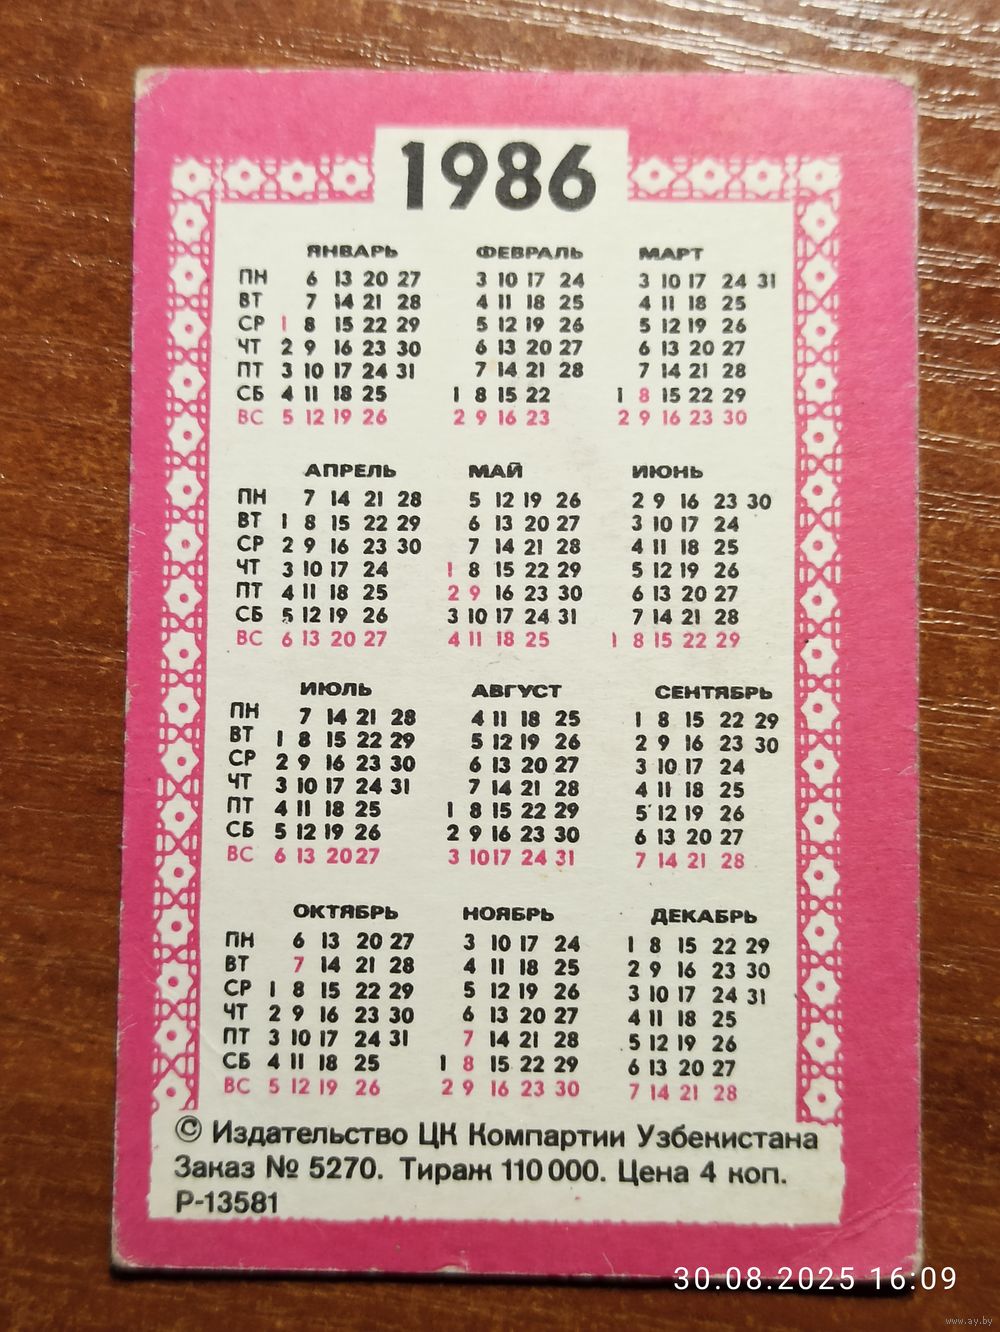 1986
ЯНВАРЬ ФЕВРАЛЬ МАРТ
ПН 6 13 20 27 3 10 17 24 3 10 17 24 31
ВТ 7 14 21 28 4 11 18 25 4 11 18 25
СР 1 8 15 22 29 5 12 19 26 5 12 19 26
ЧТ 2 9 16 23 30 6 13 20 27 6 13 20 27
ПТ 3 10 17 24 31 7 14 21 28 7 14 21 28
СБ 4 11 18 25 1 8 15 22 1 8 15 22 29
ВС 5 12 19 26 2 9 16 23 2 9 16 23 30
АПРЕЛЬ МАЙ ИЮНЬ
ПН 7 14 21 28 5 12 19 26 2 9 16 23 30
ВТ 1 8 15 22 29 6 13 20 27 3 10 17 24
СР 2 9 16 23 30 7 14 21 28 4 11 18 25
ЧТ 3 10 17 24 1 8 15 22 29 5 12 19 26
ПТ 4 11 18 25 2 9 16 23 30 6 13 20 27
СБ 5 12 19 26 3 10 17 24 31 7 14 21 28
ВС 6 13 20 27 4 11 18 25 1 8 15 22 29
ИЮЛЬ АВГУСТ СЕНТЯБРЬ
ПН 7 14 21 28 4 11 18 25 1 8 15 22 29
ВТ 1 8 15 22 29 5 12 19 26 2 9 16 23 30
СР 2 9 16 23 30 6 13 20 27 3 10 17 24
ЧТ 3 10 17 24 31 7 14 21 28 4 11 18 25
ПТ 4 11 18 25 1 8 15 22 29 5 12 19 26
СБ 5 12 19 26 2 9 16 23 30 6 13 20 27
ВС 6 13 20 27 3 10 17 24 31 7 14 21 28
ОКТЯБРЬ НОЯБРЬ ДЕКАБРЬ
ПН 6 13 20 27 3 10 17 24 1 8 15 22 29
ВТ 7 14 21 28 4 11 18 25 2 9 16 23 30
СР 1 8 15 22 29 5 12 19 26 3 10 17 24 31
ЧТ 2 9 16 23 30 6 13 20 27 4 11 18 25
ПТ 3 10 17 24 31 7 14 21 28 5 12 19 26
СБ 4 11 18 25 1 8 15 22 29 6 13 20 27
ВС 5 12 19 26 2 9 16 23 30 7 14 21 28
© Издательство ЦК Компартии Узбекистана
Заказ № 5270. Тираж 110 000. Цена 4 коп.
Р-13581
30.08.2025 16:09
www.ay.by